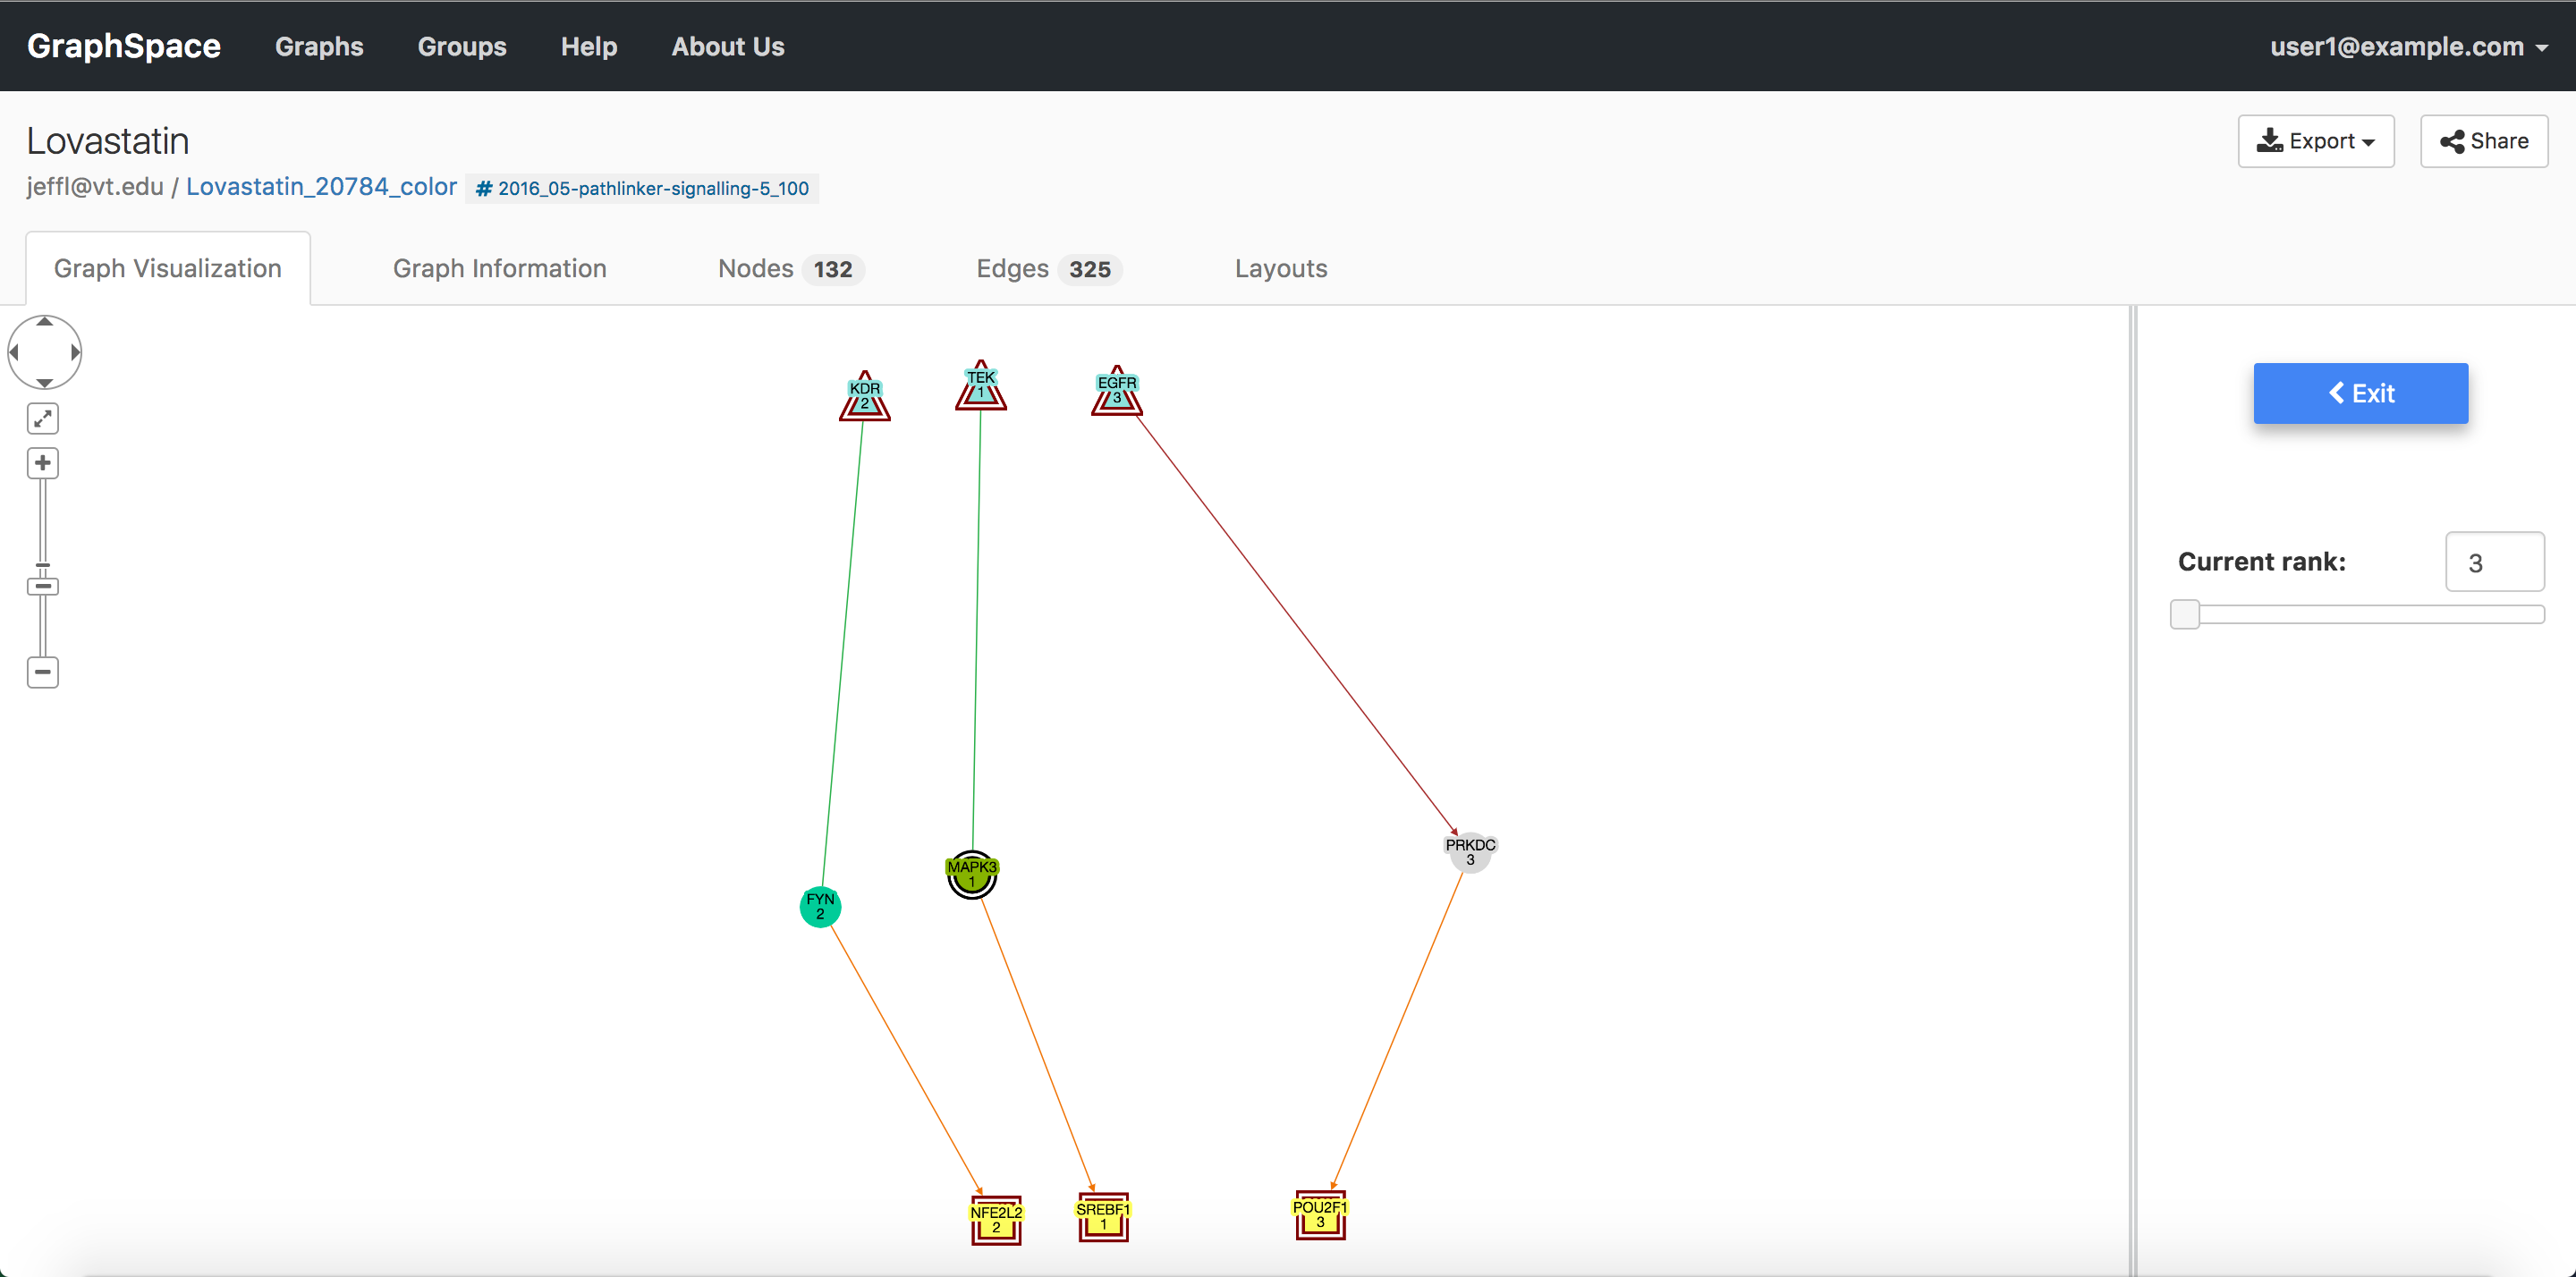 GraphSpace Graphs Groups Help About Us user1@example.com
Lovastatin
Export
Share
jeffl@vt.edu / Lovastatin_20784_color # 2016_05-pathlinker-signalling-5_100
Graph Visualization Graph Information Nodes 132 Edges 325 Layouts
KDR
2
TEK
1
EGFR
3
Exit
Current rank: 3
FYN
2
MAPK3
1
PRKDC
3
NFE2L2
2
SREBF1
1
POU2F1
3